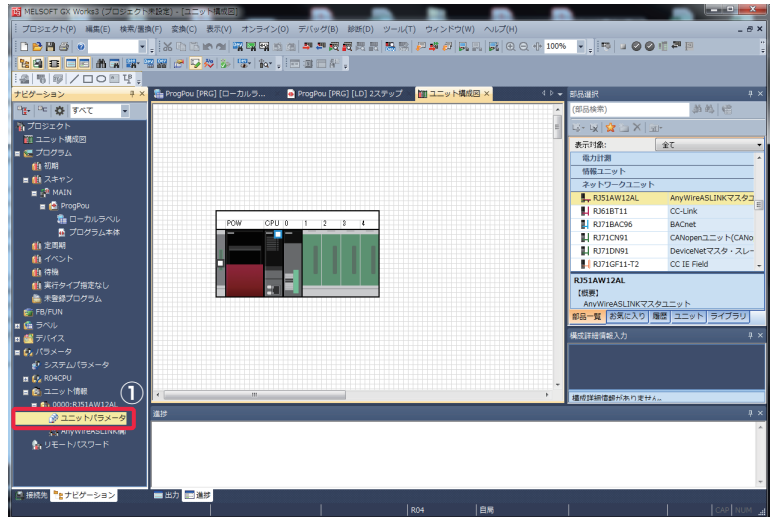 MELSOFT GX Works3 (プロジェクト未設定) - [ユニット構成図]
プロジェクト(P) 編集(E) 検索/置換(F) 変換(C) 表示(V) オンライン(O) デバッグ(B) 診断(D) ツール(T) ウィンドウ(W) ヘルプ(H)
100%
ナビゲーション
すべて
プロジェクト
ユニット構成図
プログラム
初期
スキャン
MAIN
ProgPou
ローカルラベル
プログラム本体
定周期
イベント
待機
実行タイプ指定なし
未登録プログラム
FB/FUN
ラベル
デバイス
パラメータ
システムパラメータ
R04CPU
ユニット情報
0000:RJ51AW12AL
①
ユニットパラメータ
AnyWireASLINK構
リモートパスワード
接続先 ナビゲーション
ProgPou [PRG] [ローカルラ... ProgPou [PRG] [LD] 2ステップ ユニット構成図
POW CPU 0 1 2 3 4
部品選択
(部品検索)
表示対象: 全て
電力計測
情報ユニット
ネットワークユニット
RJ51AW12AL AnyWireASLINKマスタユ
RJ61BT11 CC-Link
RJ71BAC96 BACnet
RJ71CN91 CANopenユニット(CANo
RJ71DN91 DeviceNetマスタ・スレー
RJ71GF11-T2 CC IE Field
RJ51AW12AL
【概要】
AnyWireASLINKマスタユニット
部品一覧 お気に入り 履歴 ユニット ライブラリ
構成詳細情報入力
構成詳細情報がありません。
進捗
出力 進捗
R04 自局 CAP NUM